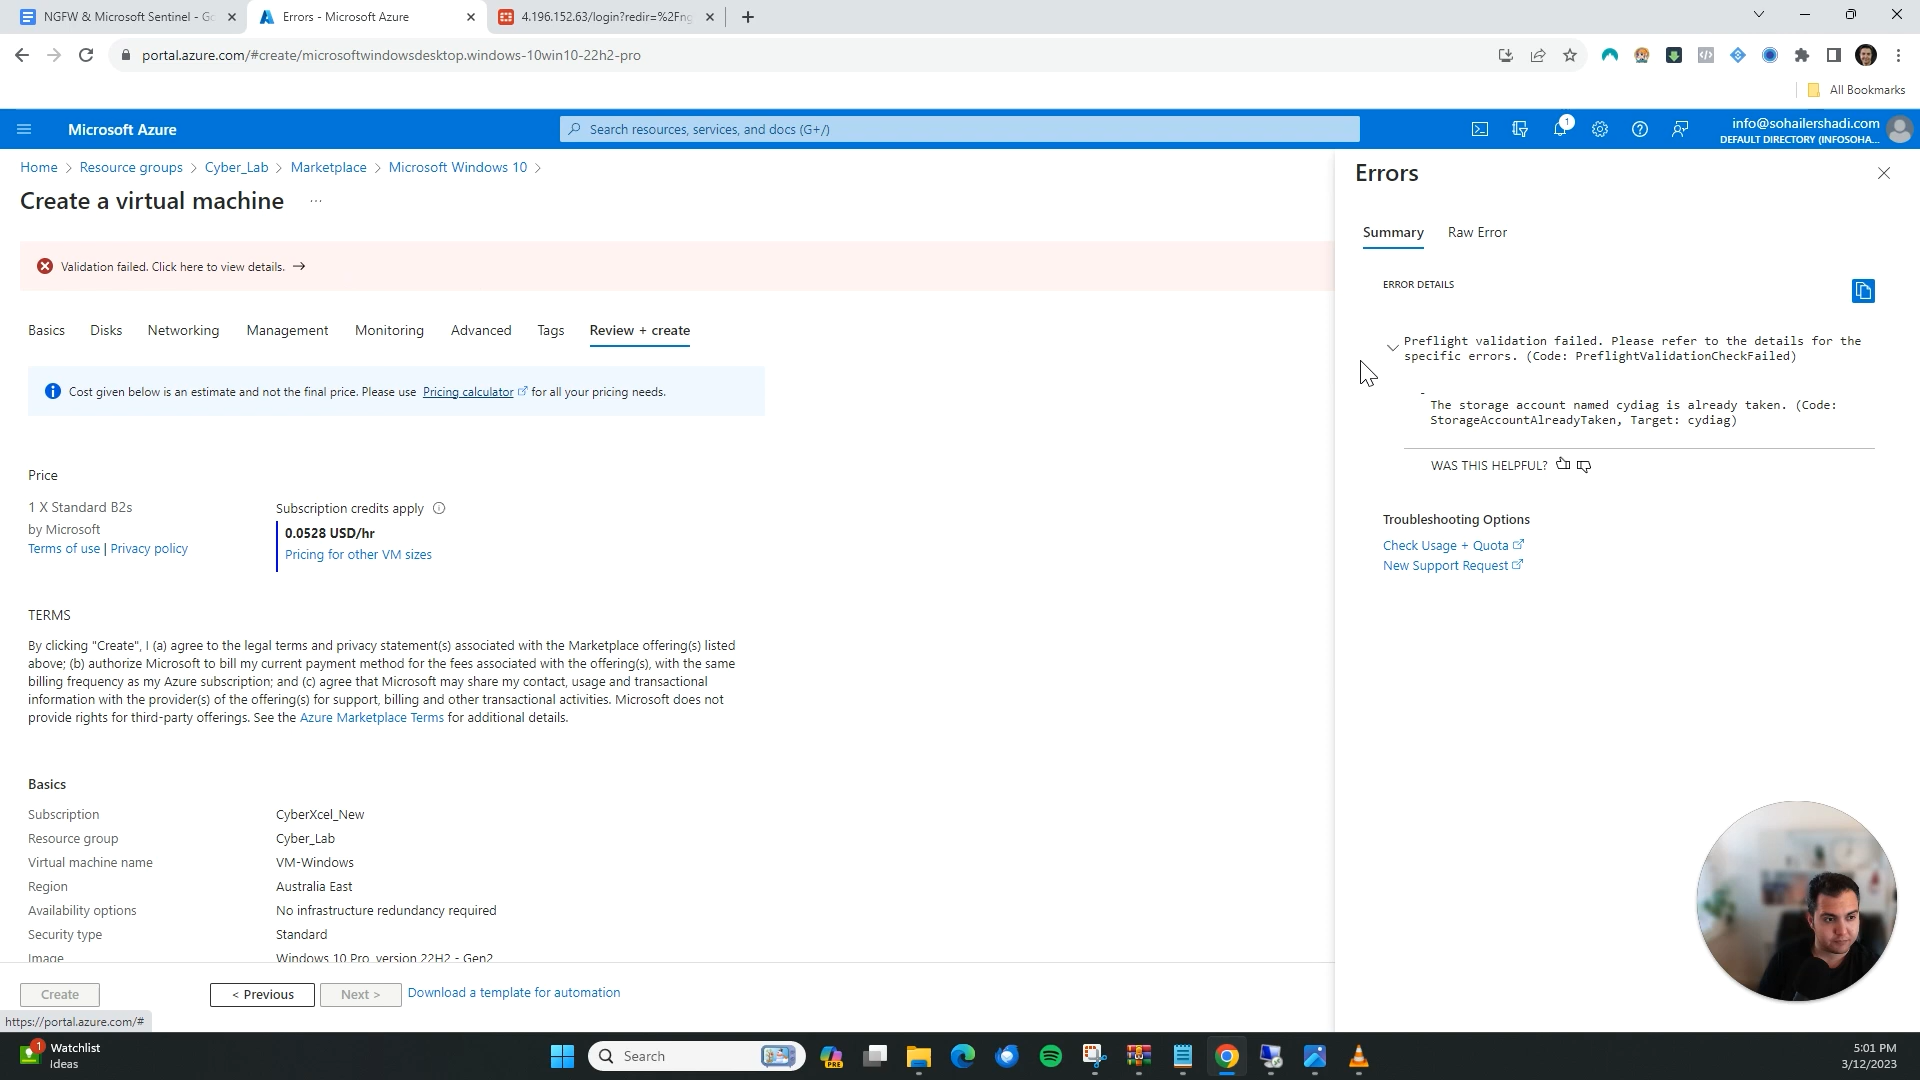 NGFW & Microsoft Sentinel - Go
Errors - Microsoft Azure
4.196.152.63/login?redir=%2Fng
portal.azure.com/#create/microsoftwindowsdesktop.windows-10win10-22h2-pro
All Bookmarks
Microsoft Azure
Search resources, services, and docs (G+/)
1
info@sohailershadi.com
DEFAULT DIRECTORY (INFOSOHA...
Home > Resource groups > Cyber_Lab > Marketplace > Microsoft Windows 10 >
Create a virtual machine ...
Validation failed. Click here to view details. →
Basics Disks Networking Management Monitoring Advanced Tags Review + create
Cost given below is an estimate and not the final price. Please use Pricing calculator for all your pricing needs.
Price
1 X Standard B2s
by Microsoft
Terms of use | Privacy policy
Subscription credits apply
0.0528 USD/hr
Pricing for other VM sizes
TERMS
By clicking "Create", I (a) agree to the legal terms and privacy statement(s) associated with the Marketplace offering(s) listed
above; (b) authorize Microsoft to bill my current payment method for the fees associated with the offering(s), with the same
billing frequency as my Azure subscription; and (c) agree that Microsoft may share my contact, usage and transactional
information with the provider(s) of the offering(s) for support, billing and other transactional activities. Microsoft does not
provide rights for third-party offerings. See the Azure Marketplace Terms for additional details.
Basics
Subscription CyberXcel_New
Resource group Cyber_Lab
Virtual machine name VM-Windows
Region Australia East
Availability options No infrastructure redundancy required
Security type Standard
Image Windows 10 Pro, version 22H2 - Gen2
Create
< Previous
Next >
Download a template for automation
https://portal.azure.com/#
Errors
Summary Raw Error
ERROR DETAILS
Preflight validation failed. Please refer to the details for the
specific errors. (Code: PreflightValidationCheckFailed)
-
The storage account named cydiag is already taken. (Code:
StorageAccountAlreadyTaken, Target: cydiag)
WAS THIS HELPFUL?
Troubleshooting Options
Check Usage + Quota
New Support Request
1
Watchlist
Ideas
Search
PRE
5:01 PM
3/12/2023